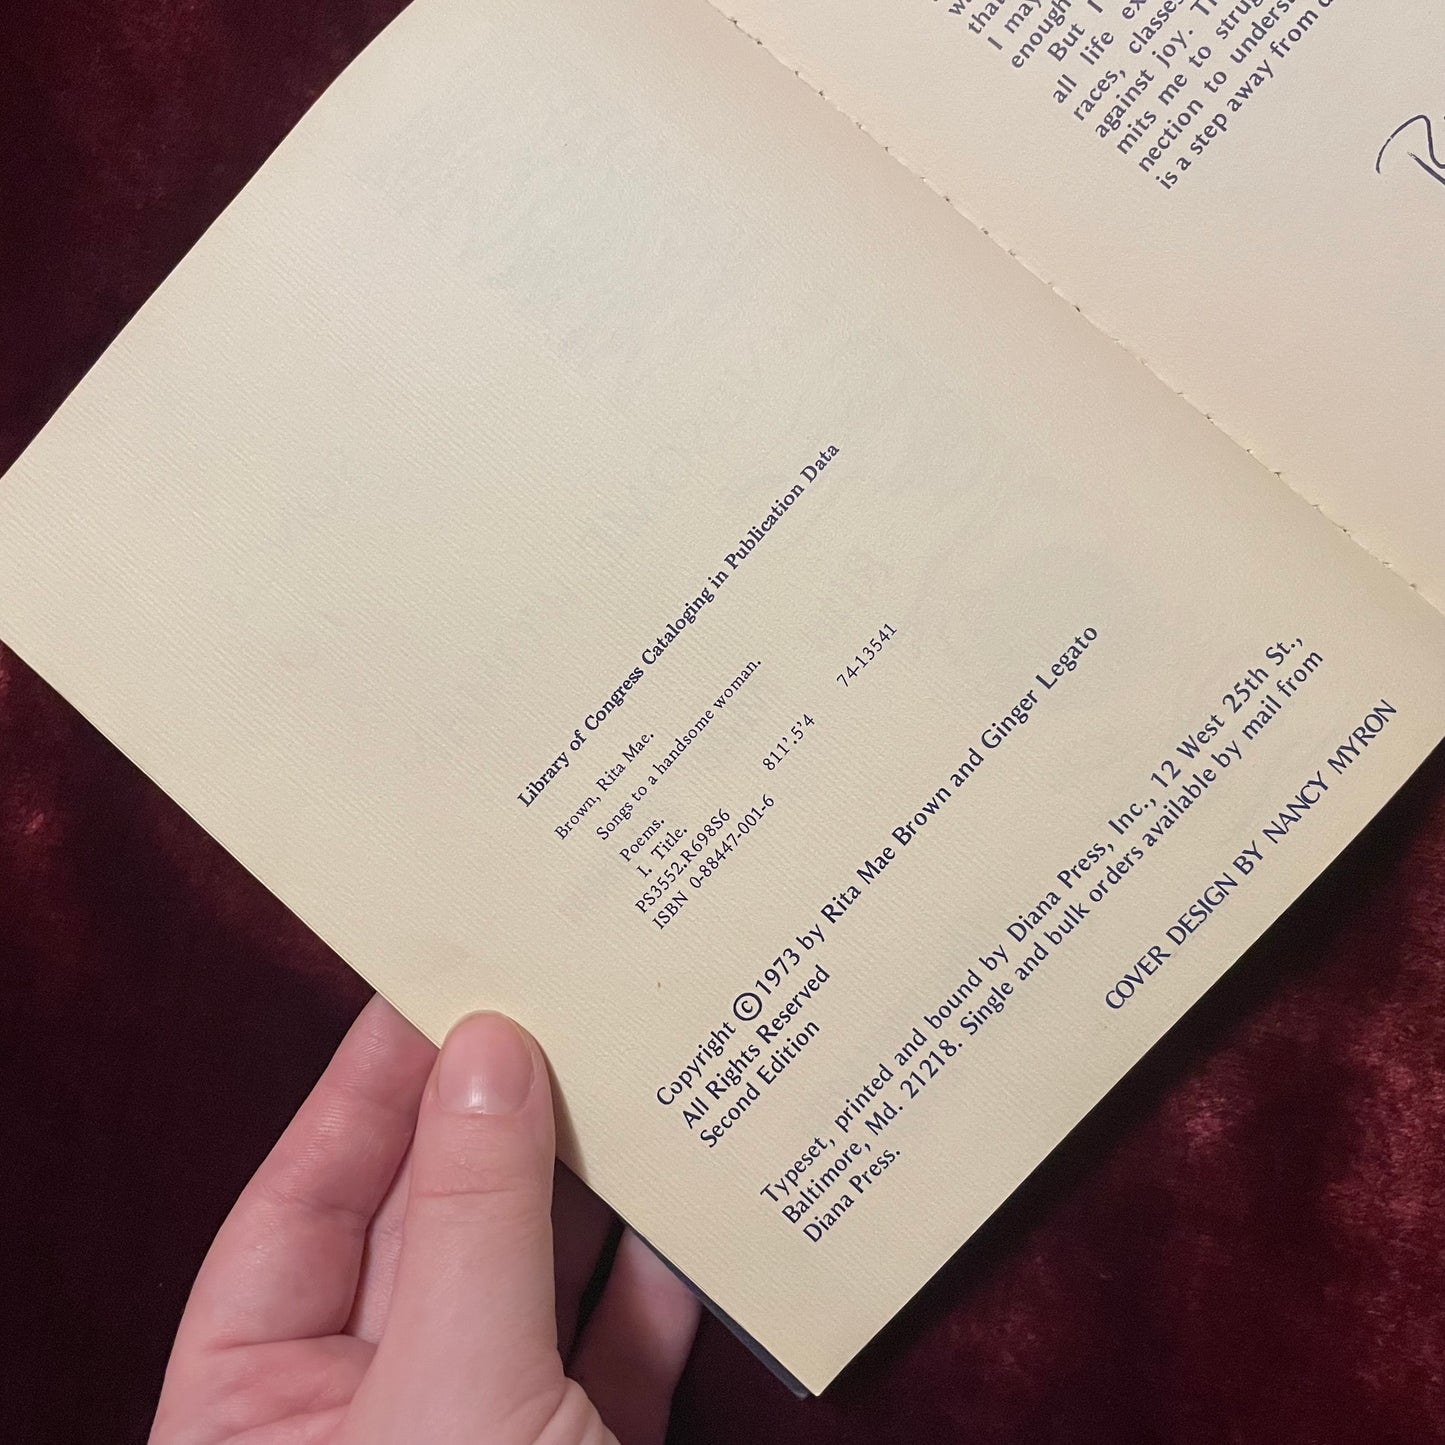 Library of Congress Cataloging in Publication Data
Brown, Rita Mae.
Songs to a handsome woman.
Poems.
I. Title.
PS3552.R698S6 811'.5'4 74-13541
ISBN 0-88447-001-6
Copyright © 1973 by Rita Mae Brown and Ginger Legato
All Rights Reserved
Second Edition
Typeset, printed and bound by Diana Press, Inc., 12 West 25th St.,
Baltimore, Md. 21218. Single and bulk orders available by mail from
Diana Press.
COVER DESIGN BY NANCY MYRON
I may
enough
But I
all life
races, classes
against joy.
mits me to
nection to
is a step away from